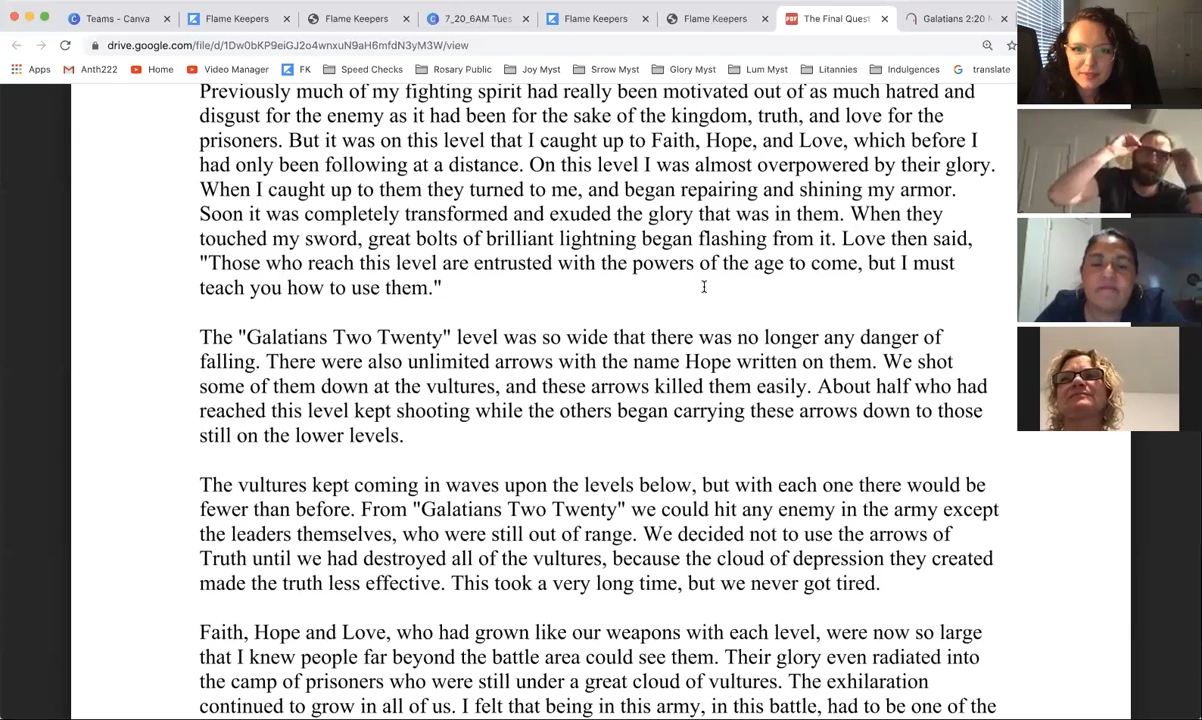 Teams - Canva
Flame Keepers
Flame Keepers
7_20_6AM Tues
Flame Keepers
Flame Keepers
PDF The Final Quest
Galatians 2:20
drive.google.com/file/d/1Dw0bKP9eiGJ2o4wnxuN9aH6mfdN3yM3W/view
Apps Anth222 Home Video Manager FK Speed Checks Rosary Public Joy Myst Srrow Myst Glory Myst Lum Myst Litannies Indulgences translate
Previously much of my fighting spirit had really been motivated out of as much hatred and
disgust for the enemy as it had been for the sake of the kingdom, truth, and love for the
prisoners. But it was on this level that I caught up to Faith, Hope, and Love, which before I
had only been following at a distance. On this level I was almost overpowered by their glory.
When I caught up to them they turned to me, and began repairing and shining my armor.
Soon it was completely transformed and exuded the glory that was in them. When they
touched my sword, great bolts of brilliant lightning began flashing from it. Love then said,
"Those who reach this level are entrusted with the powers of the age to come, but I must
teach you how to use them."
The "Galatians Two Twenty" level was so wide that there was no longer any danger of
falling. There were also unlimited arrows with the name Hope written on them. We shot
some of them down at the vultures, and these arrows killed them easily. About half who had
reached this level kept shooting while the others began carrying these arrows down to those
still on the lower levels.
The vultures kept coming in waves upon the levels below, but with each one there would be
fewer than before. From "Galatians Two Twenty" we could hit any enemy in the army except
the leaders themselves, who were still out of range. We decided not to use the arrows of
Truth until we had destroyed all of the vultures, because the cloud of depression they created
made the truth less effective. This took a very long time, but we never got tired.
Faith, Hope and Love, who had grown like our weapons with each level, were now so large
that I knew people far beyond the battle area could see them. Their glory even radiated into
the camp of prisoners who were still under a great cloud of vultures. The exhilaration
continued to grow in all of us. I felt that being in this army, in this battle, had to be one of the